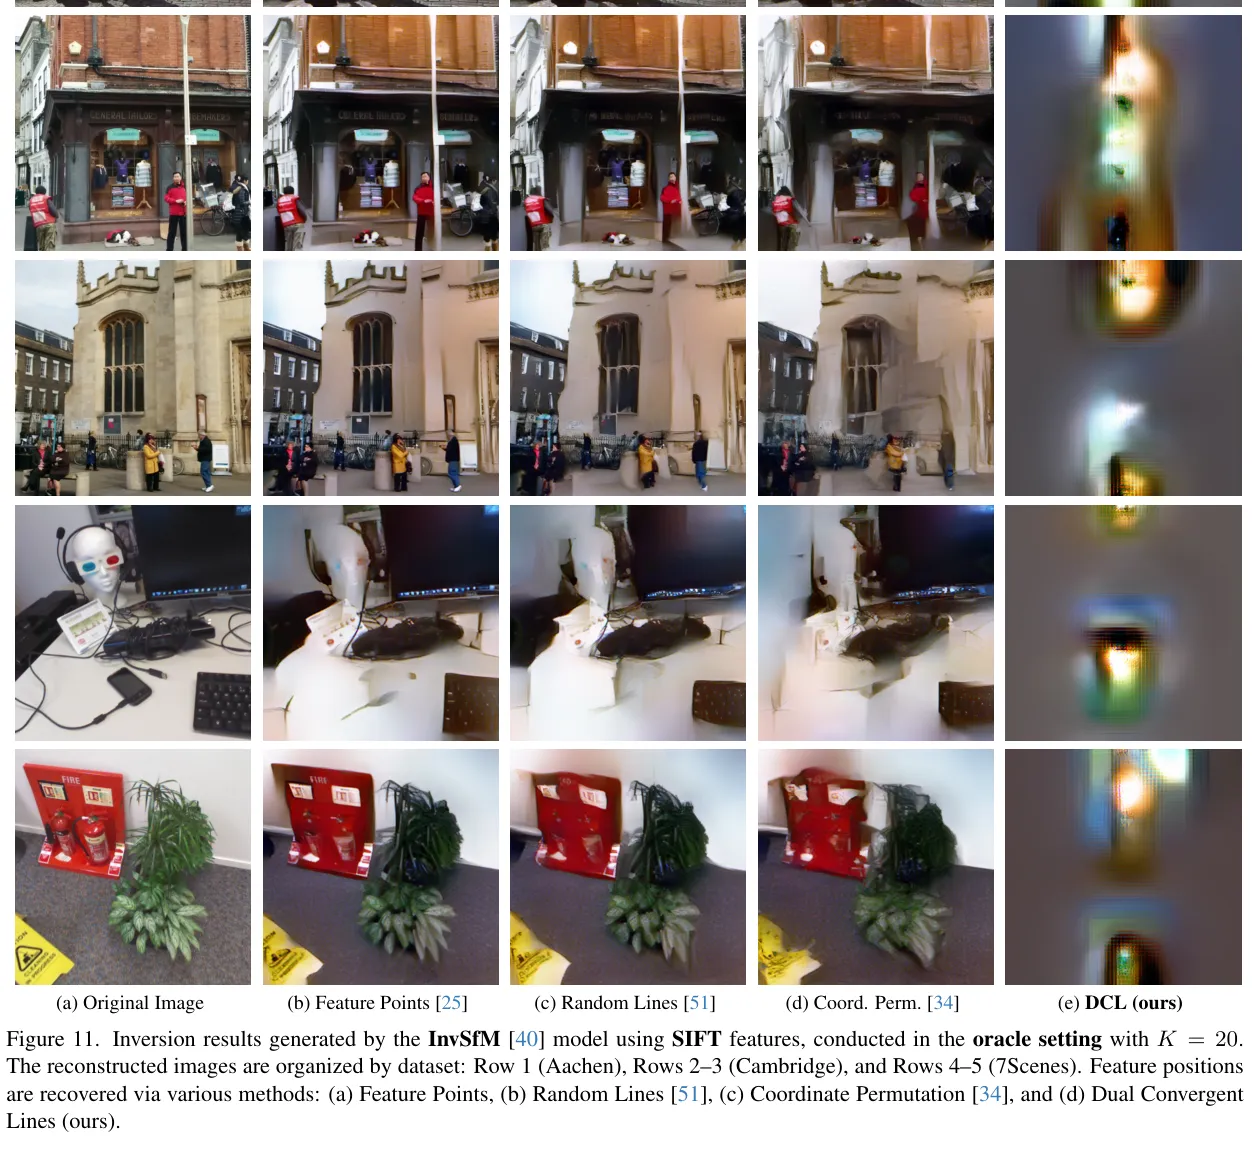 GENERAL TAILORS
FIRE
FIRE
(a) Original Image
(b) Feature Points [25]
(c) Random Lines [51]
(d) Coord. Perm. [34]
(e) DCL (ours)
Figure 11. Inversion results generated by the InvSfM [40] model using SIFT features, conducted in the oracle setting with K = 20.
The reconstructed images are organized by dataset: Row 1 (Aachen), Rows 2–3 (Cambridge), and Rows 4–5 (7Scenes). Feature positions
are recovered via various methods: (a) Feature Points, (b) Random Lines [51], (c) Coordinate Permutation [34], and (d) Dual Convergent
Lines (ours).